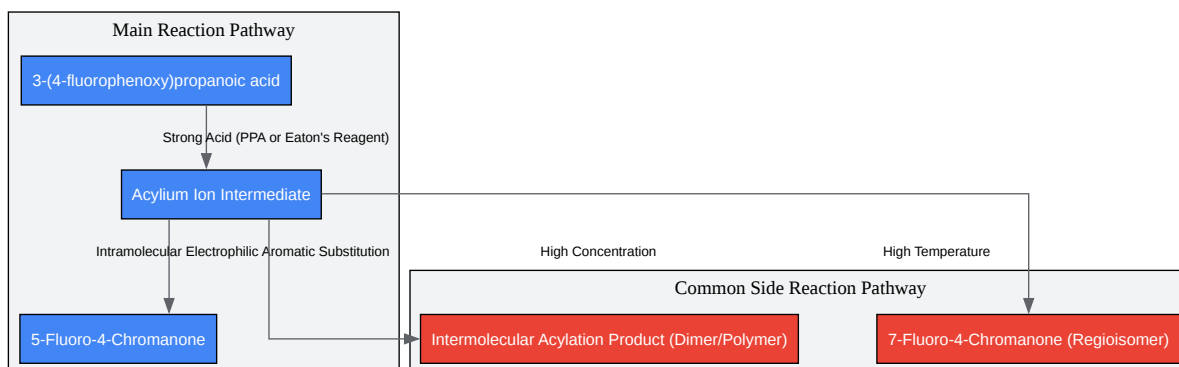 Main Reaction Pathway
3-(4-fluorophenoxy)propanoic acid
Strong Acid (PPA or Eaton's Reagent)
Acylium Ion Intermediate
Intramolecular Electrophilic Aromatic Substitution
High Concentration
High Temperature
Common Side Reaction Pathway
5-Fluoro-4-Chromanone
Intermolecular Acylation Product (Dimer/Polymer)
7-Fluoro-4-Chromanone (Regioisomer)